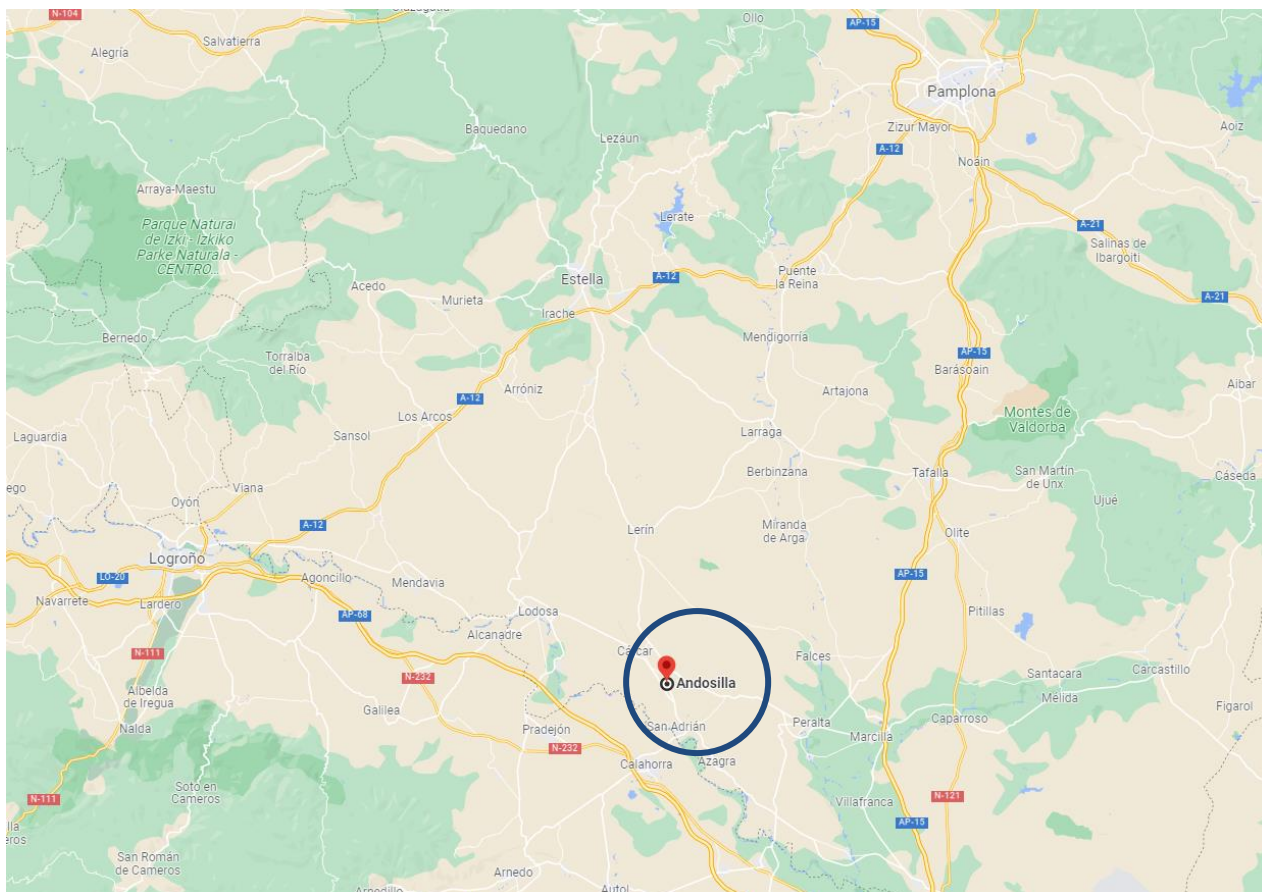 N-104
Ollo
AP-15
Salvatierra
Alegría
Pamplona
Baquedano
Lezáun
Zizur Mayor
Aoiz
A-12
Noáin
Arraya-Maestu
Lerate
A-21
Parque Natural
de Izki - Izkiko
Parke Naturala -
CENTRO...
Salinas de
Ibargoiti
Estella
A-12
Puente
la Reina
Acedo
Murieta
A-21
Irache
Bernedo
Mendigorría
AP-15
Torralba
del Río
Barásoain
Aibar
Arróniz
Artajona
A-12
Montes de
Valdorba
Los Arcos
Laguardia
Sansol
Larraga
Berbinzana
Tafalla
San Martín
de Unx
Cáseda
ego
Viana
Ujué
Oyón
A-12
Lerín
Miranda
de Arga
Olite
Logroño
LO-20
Agoncillo
Mendavia
AP-15
Navarrete
Lardero
AP-68
Lodosa
Pitillas
Alcanadre
N-111
Cárcar
Falces
N-232
Andosilla
Santacara
Carcastillo
Albelda
de Iregua
Mélida
Galilea
Figarol
Nalda
Pradejón
San Adrián
Peralta
Caparroso
Marcilla
N-232
Calahorra
Azagra
Soto en
Cameros
N-111
Villafranca
N-121
AP-15
lla
eros
San Román
de Cameros
Arnedo
Arnedillo
Autol